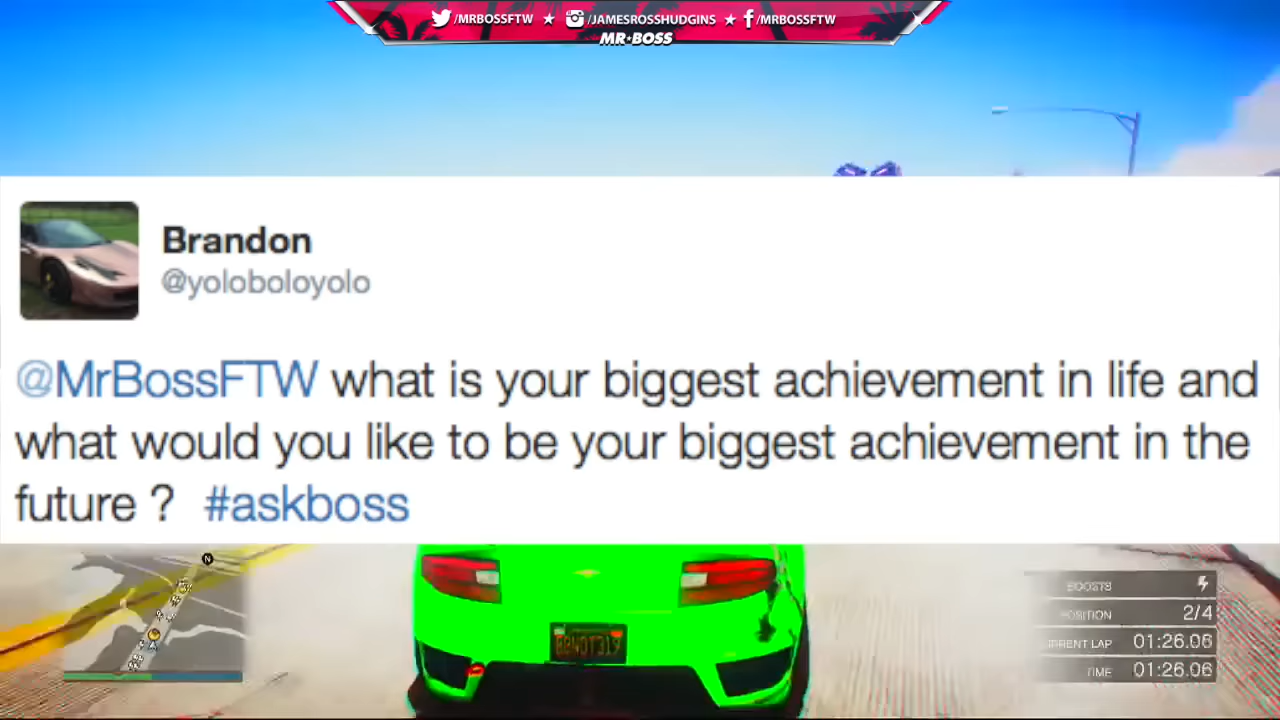 /MRBOSSFTW ★ /JAMESROSSHUDGINS ★ /MRBOSSFTW
MR★BOSS
Brandon
@yoloboloyolo
@MrBossFTW what is your biggest achievement in life and
what would you like to be your biggest achievement in the
future ? #askboss
N
BOOSTS
POSITION 2/4
LAP 01:26.06
TIME 01:26.06